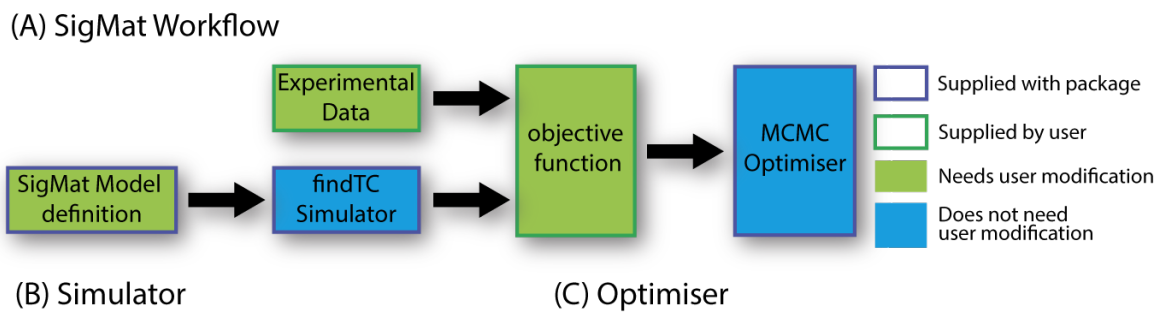 (A) SigMat Workflow
Experimental
Data
SigMat Model
definition
findTC
Simulator
objective
function
MCMC
Optimiser
Supplied with package
Supplied by user
Needs user modification
Does not need
user modification
(B) Simulator
(C) Optimiser